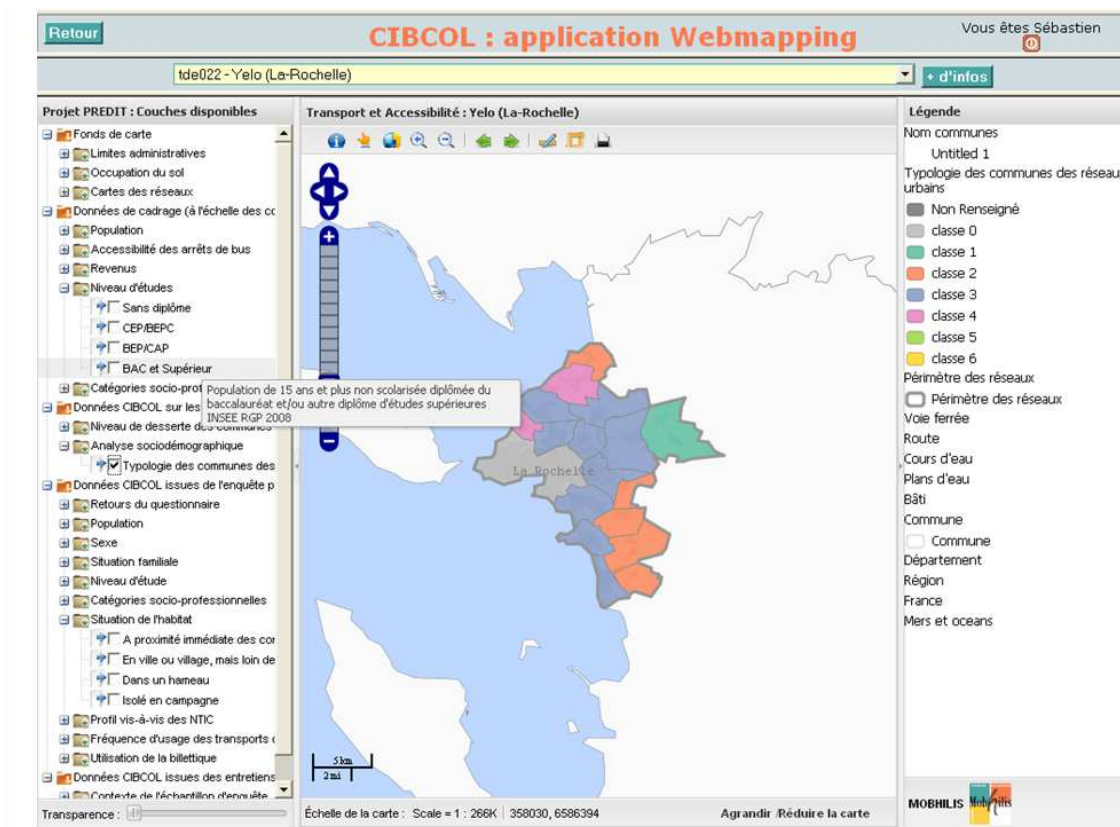 Retour
CIBCOL : application Webmapping
Vous êtes Sébastien
tde022 - Yelo (La-Rochelle)
+ d'infos
Projet PREDIT : Couches disponibles
Fonds de carte
Limites administratives
Occupation du sol
Cartes des réseaux
Données de cadrage (à l'échelle des co
Population
Accessibilité des arrêts de bus
Revenus
Niveau d'études
Sans diplôme
CEP/BEPC
BEP/CAP
BAC et Supérieur
Catégories socio-prof
Données CIBCOL sur les
Niveau de desserte des communes
Analyse sociodémographique
Typologie des communes des
Données CIBCOL issues de l'enquête p
Retours du questionnaire
Population
Sexe
Situation familiale
Niveau d'étude
Catégories socio-professionnelles
Situation de l'habitat
A proximité immédiate des cor
En ville ou village, mais loin de
Dans un hameau
Isolé en campagne
Profil vis-à-vis des NTIC
Fréquence d'usage des transports
Utilisation de la billettique
Données CIBCOL issues des entretiens
Contexte de l'échantillon d'enquête
Transparence :
Transport et Accessibilité : Yelo (La-Rochelle)
Population de 15 ans et plus non scolarisée diplômée du
baccalauréat et/ou autre diplôme d'études supérieures
INSEE RGP 2008
La Rochelle
5 km
2 mi
Échelle de la carte : Scale = 1 : 266K 358030, 6586394
Agrandir /Réduire la carte
Légende
Nom communes
Untitled 1
Typologie des communes des réseau
urbains
Non Renseigné
classe 0
classe 1
classe 2
classe 3
classe 4
classe 5
classe 6
Périmètre des réseaux
Périmètre des réseaux
Voie ferrée
Route
Cours d'eau
Plans d'eau
Bâti
Commune
Commune
Département
Région
France
Mers et oceans
MOBHILIS Mobhilis